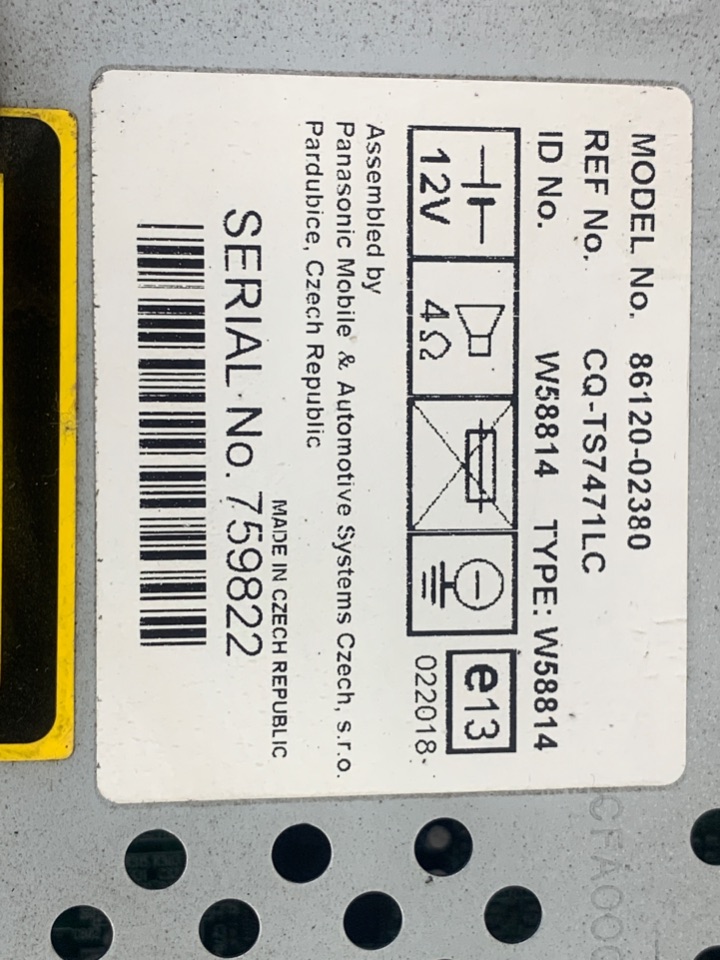 MODEL No. 86120-02380
REF No. CQ-TS7471LC
ID No. W58814 TYPE: W58814
12V 4Ω e13
022018
Assembled by
Panasonic Mobile & Automotive Systems Czech, s.r.o.
Pardubice, Czech Republic
MADE IN CZECH REPUBLIC
SERIAL No. 759822